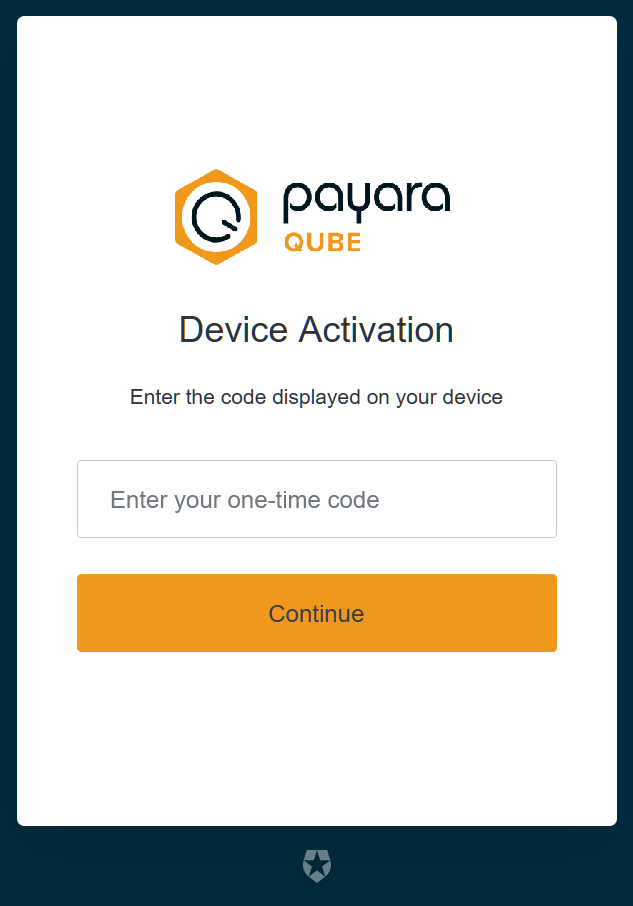 payara
QUBE
Device Activation
Enter the code displayed on your device
Enter your one-time code
Continue